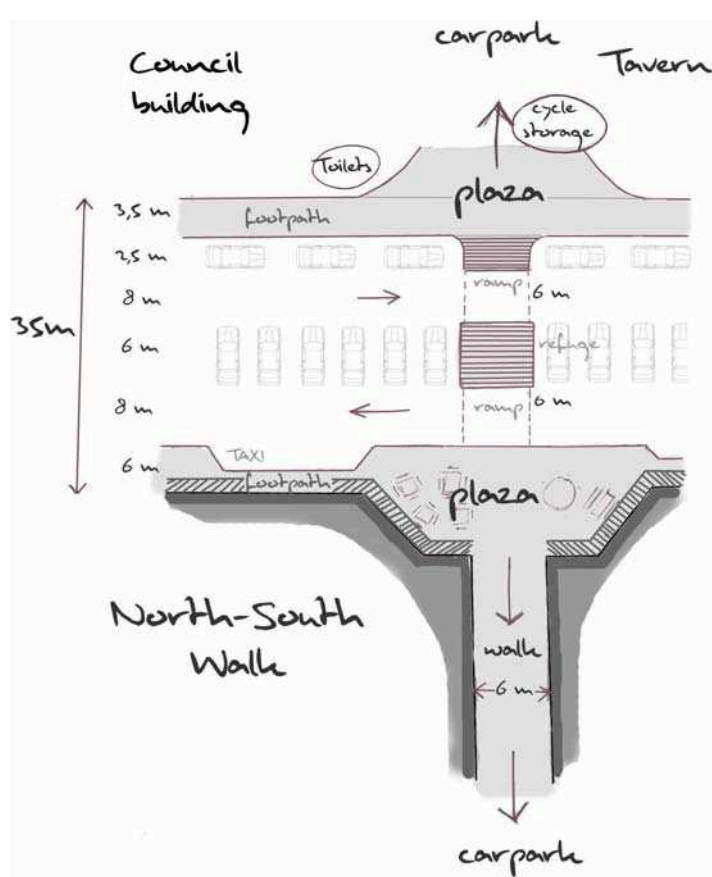 carpark
Council
building
Tavern
cycle
storage
Toilets
plaza
3,5 m
footpath
2,5 m
ramp
6 m
8 m
35m
6 m
refuge
8 m
ramp
6 m
TAXI
6 m
footpath
plaza
North-South
Walk
walk
6 m
carpark